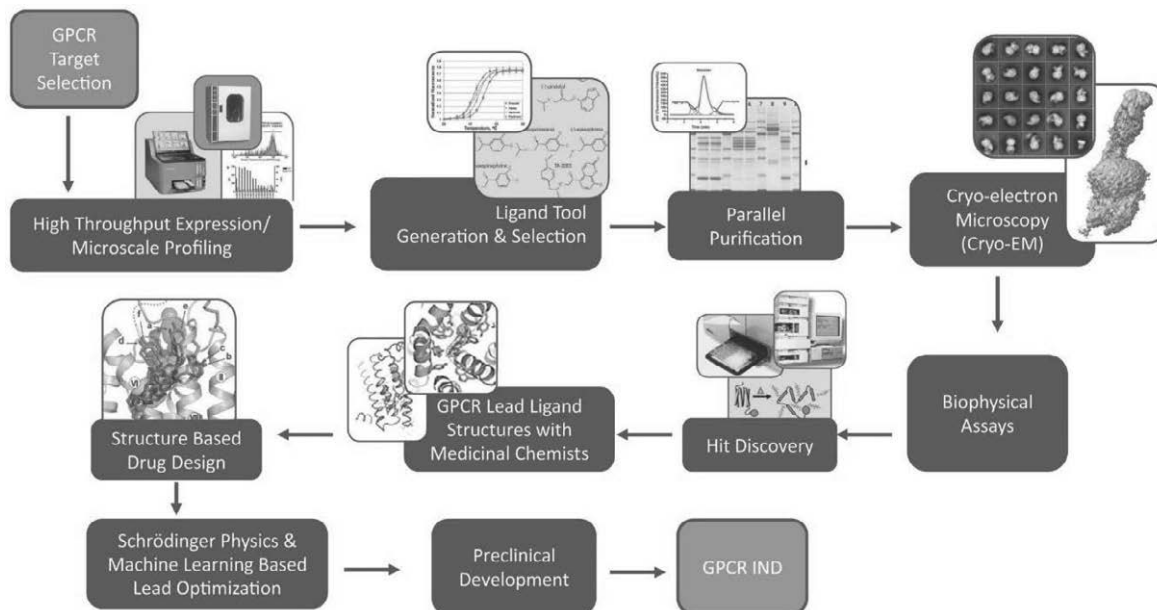 GPCR
Target
Selection
High Throughput Expression/
Microscale Profiling
Ligand Tool
Generation & Selection
Parallel
Purification
Cryo-electron
Microscopy
(Cryo-EM)
Biophysical
Assays
Hit Discovery
GPCR Lead Ligand
Structures with
Medicinal Chemists
Structure Based
Drug Design
Schrödinger Physics &
Machine Learning Based
Lead Optimization
Preclinical
Development
GPCR IND